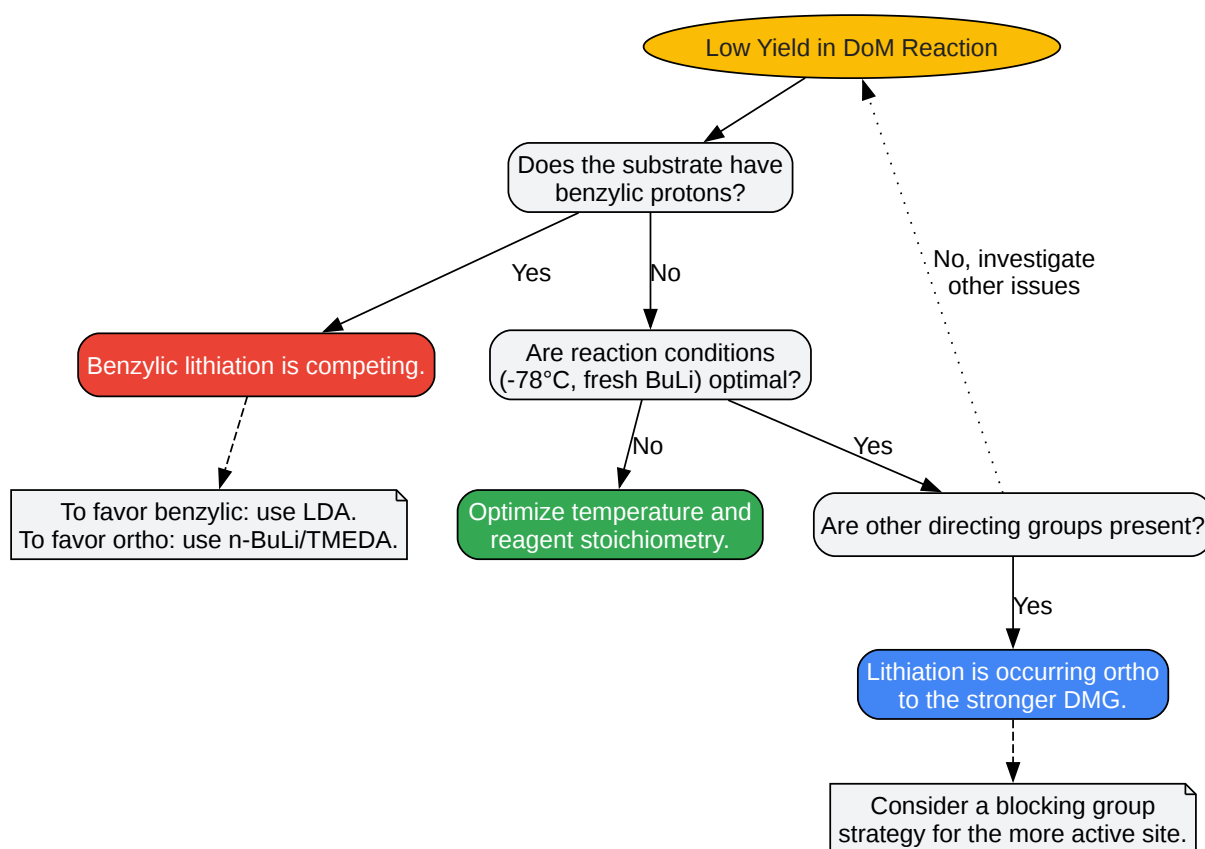 Low Yield in DoM Reaction
Does the substrate have
benzylic protons?
No, investigate
other issues
Yes
No
Benzylic lithiation is competing.
Are reaction conditions
(-78°C, fresh BuLi) optimal?
No
Yes
To favor benzylic: use LDA.
To favor ortho: use n-BuLi/TMEDA.
Optimize temperature and
reagent stoichiometry.
Are other directing groups present?
Yes
Lithiation is occurring ortho
to the stronger DMG.
Consider a blocking group
strategy for the more active site.